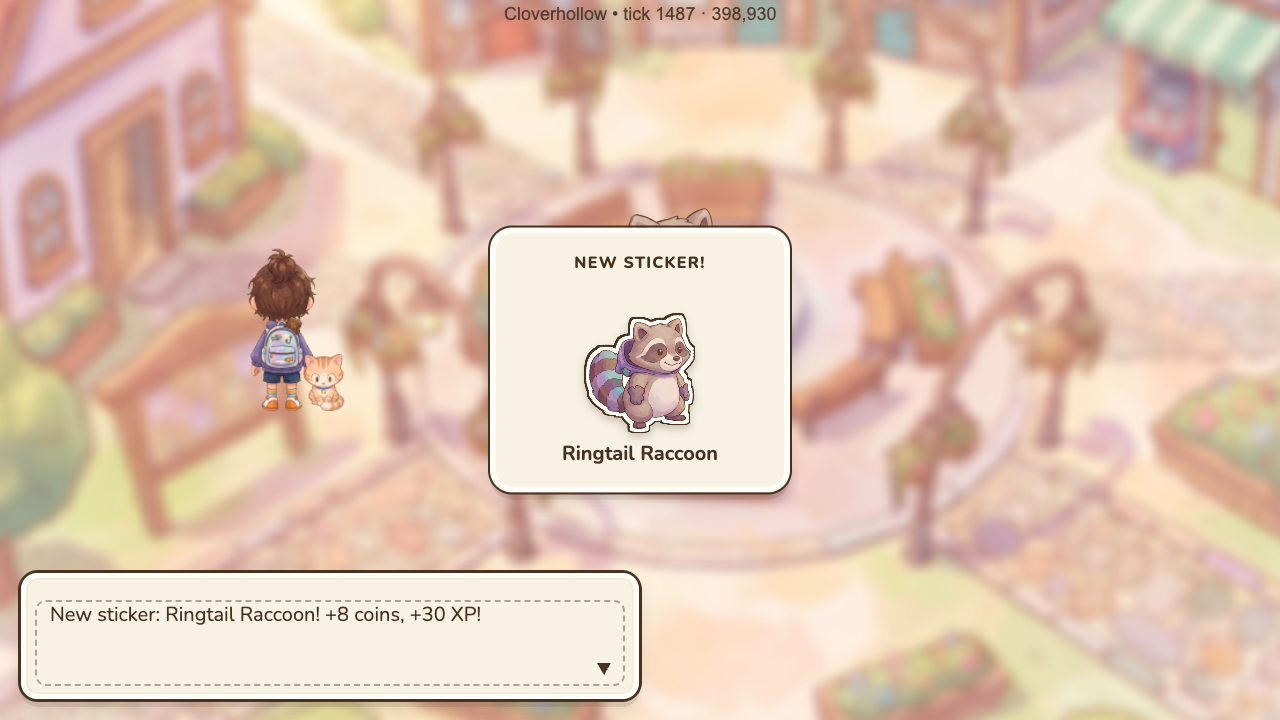 Cloverhollow • tick 1487 · 398,930
NEW STICKER!
Ringtail Raccoon
New sticker: Ringtail Raccoon! +8 coins, +30 XP!